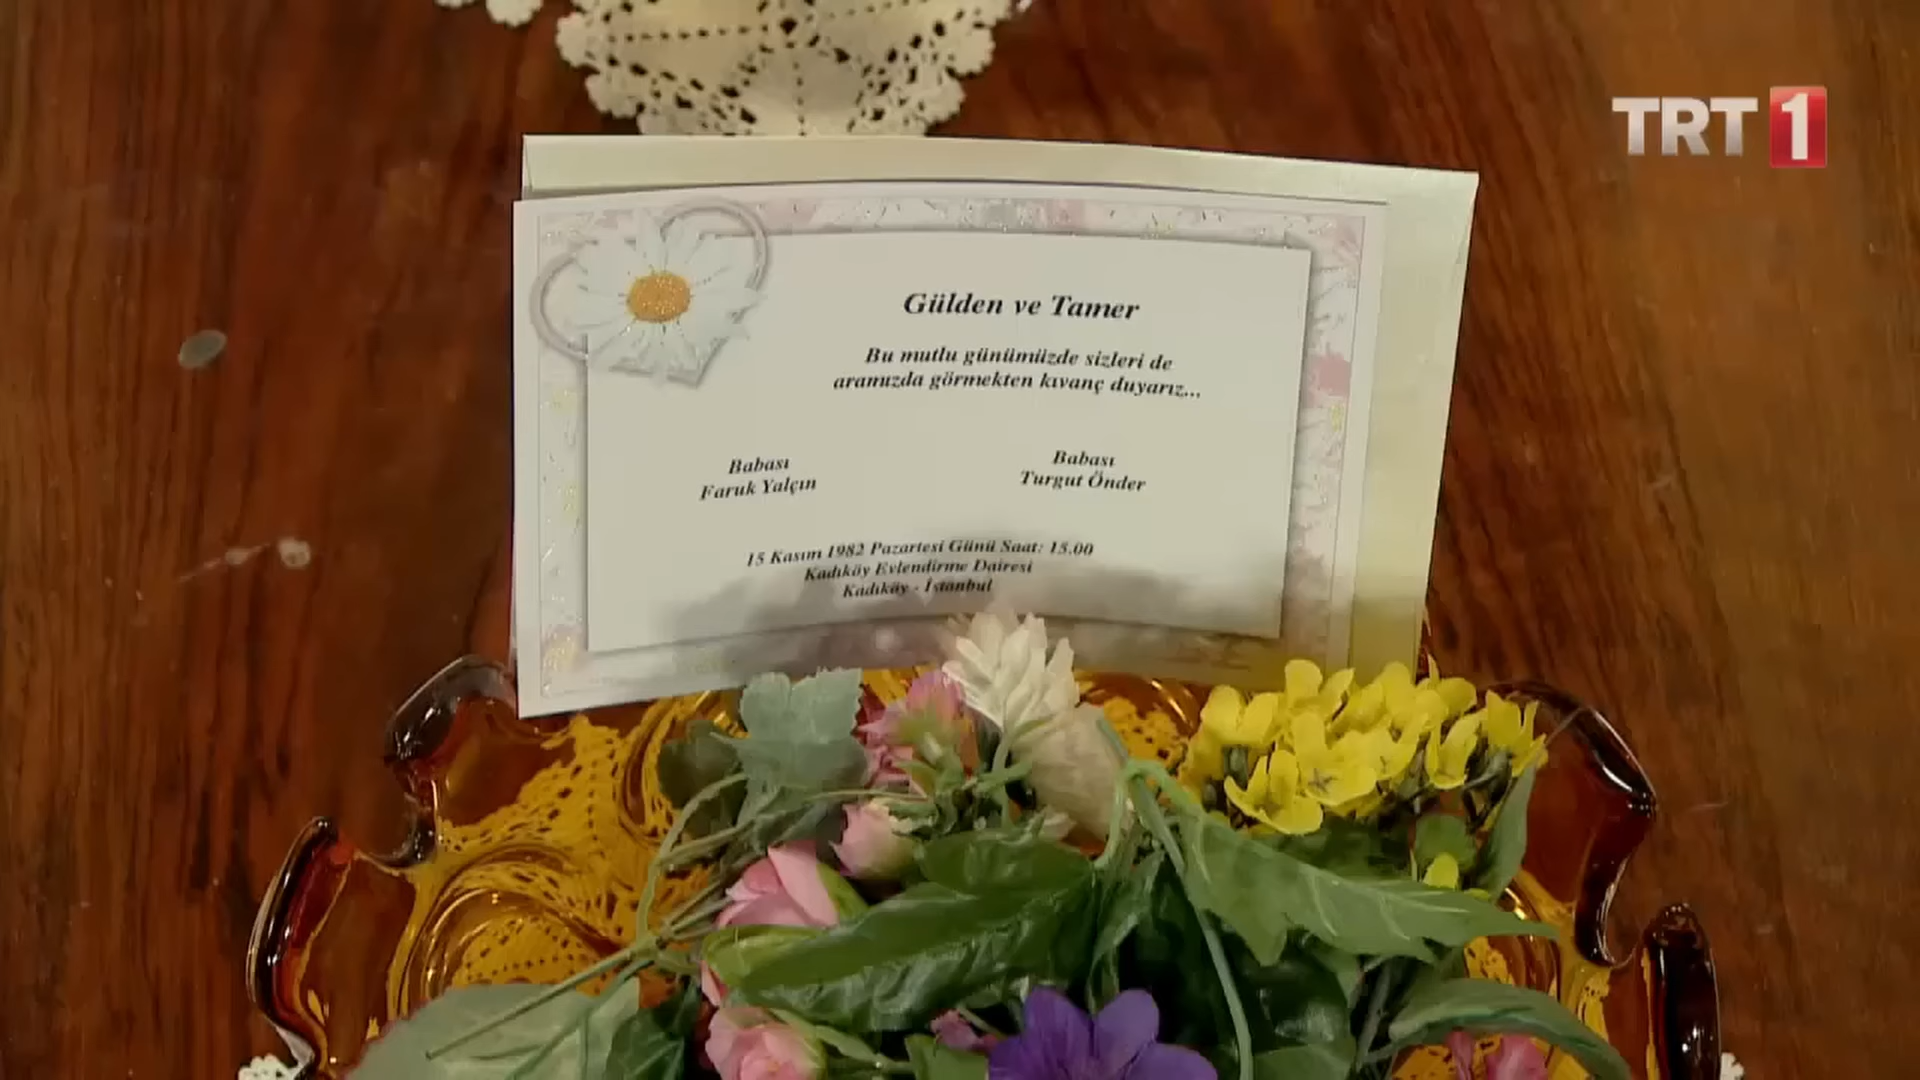 TRT 1
Gülden ve Tamer
Bu mutlu günümüzde sizleri de
aramızda görmekten kıvanç duyarız...
Babası
Faruk Yalçın
Babası
Turgut Önder
15 Kasım 1982 Pazartesi Günü Saat: 15.00
Kadıköy Evlendirme Dairesi
Kadıköy - İstanbul